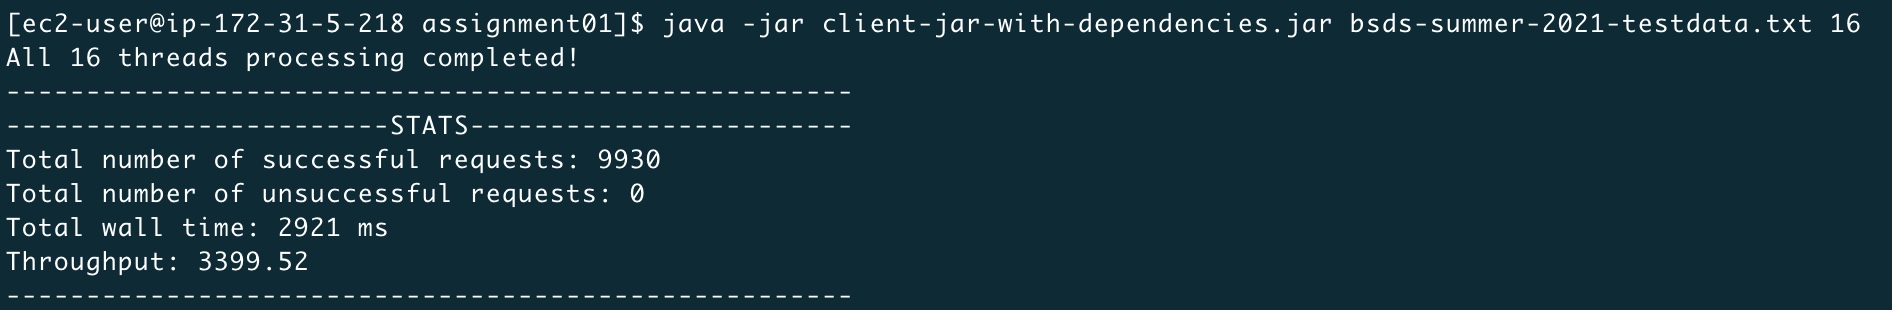 [ec2-user@ip-172-31-5-218 assignment01]$ java -jar client-jar-with-dependencies.jar bsds-summer-2021-testdata.txt 16
All 16 threads processing completed!
-----------------------------------------------------
------------------------STATS------------------------
Total number of successful requests: 9930
Total number of unsuccessful requests: 0
Total wall time: 2921 ms
Throughput: 3399.52
-----------------------------------------------------